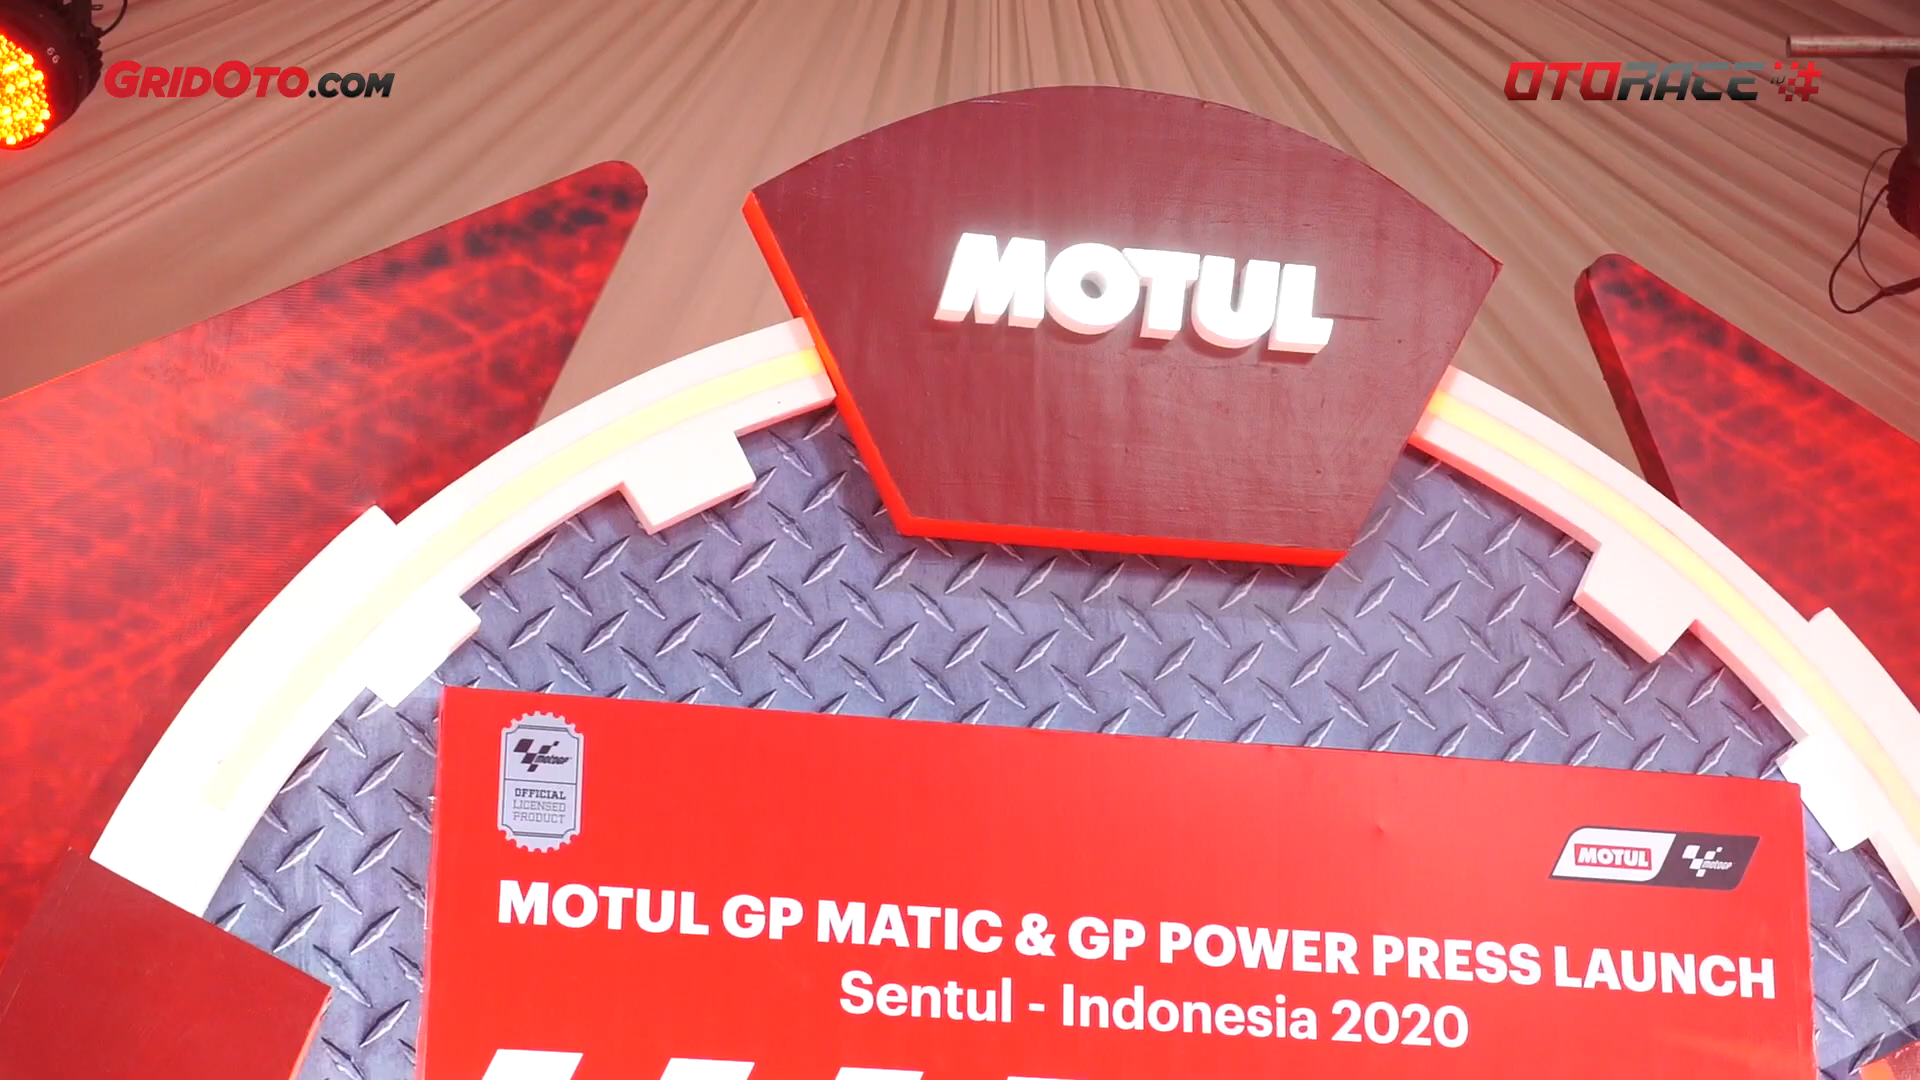 GRIDOTO.COM
OTORACE
MOTUL
motoGP
OFFICIAL
LICENSED
PRODUCT
MOTUL
motoGP
MOTUL GP MATIC & GP POWER PRESS LAUNCH
Sentul - Indonesia 2020